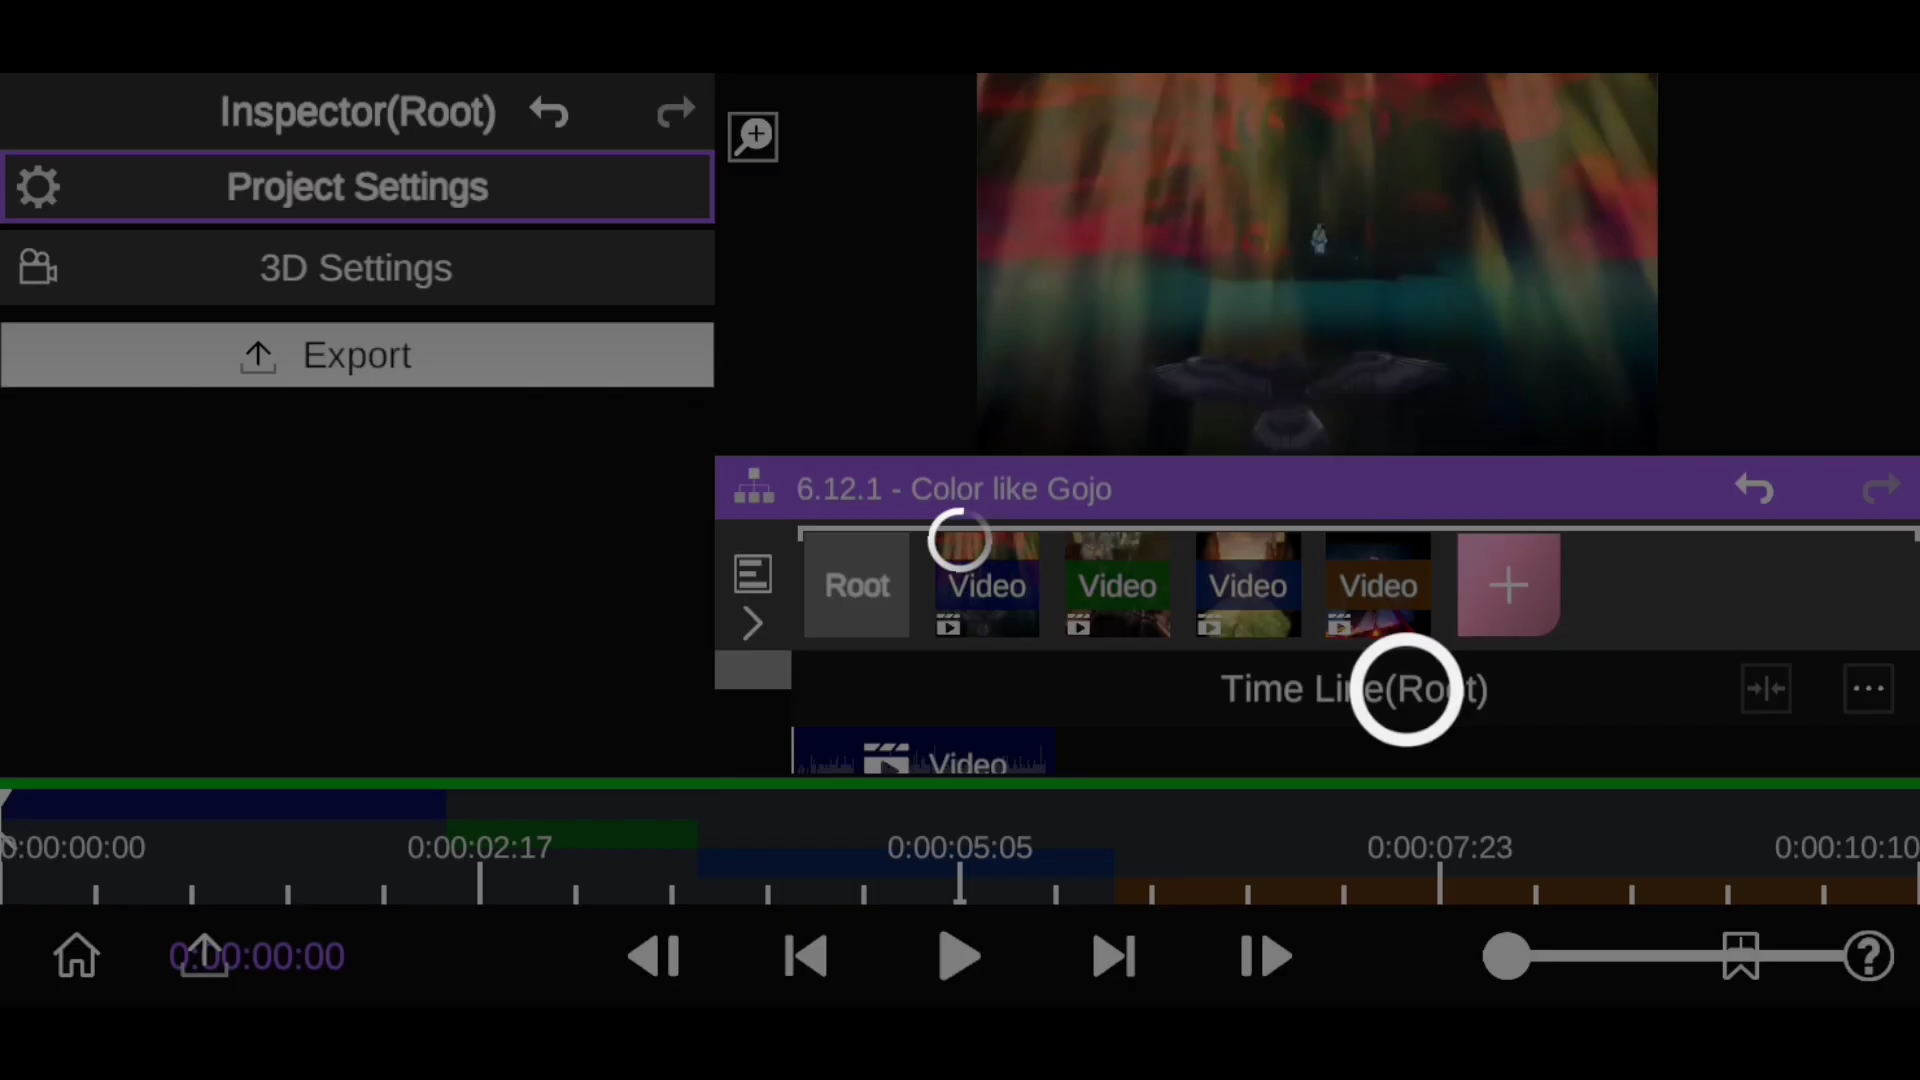 Inspector(Root)
Project Settings
3D Settings
Export
6.12.1 - Color like Gojo
Root
Video
Video
Video
Video
Time Line(Root)
Video
0:00:00:00
0:00:02:17
0:00:05:05
0:00:07:23
0:00:10:10
0:00:00:00